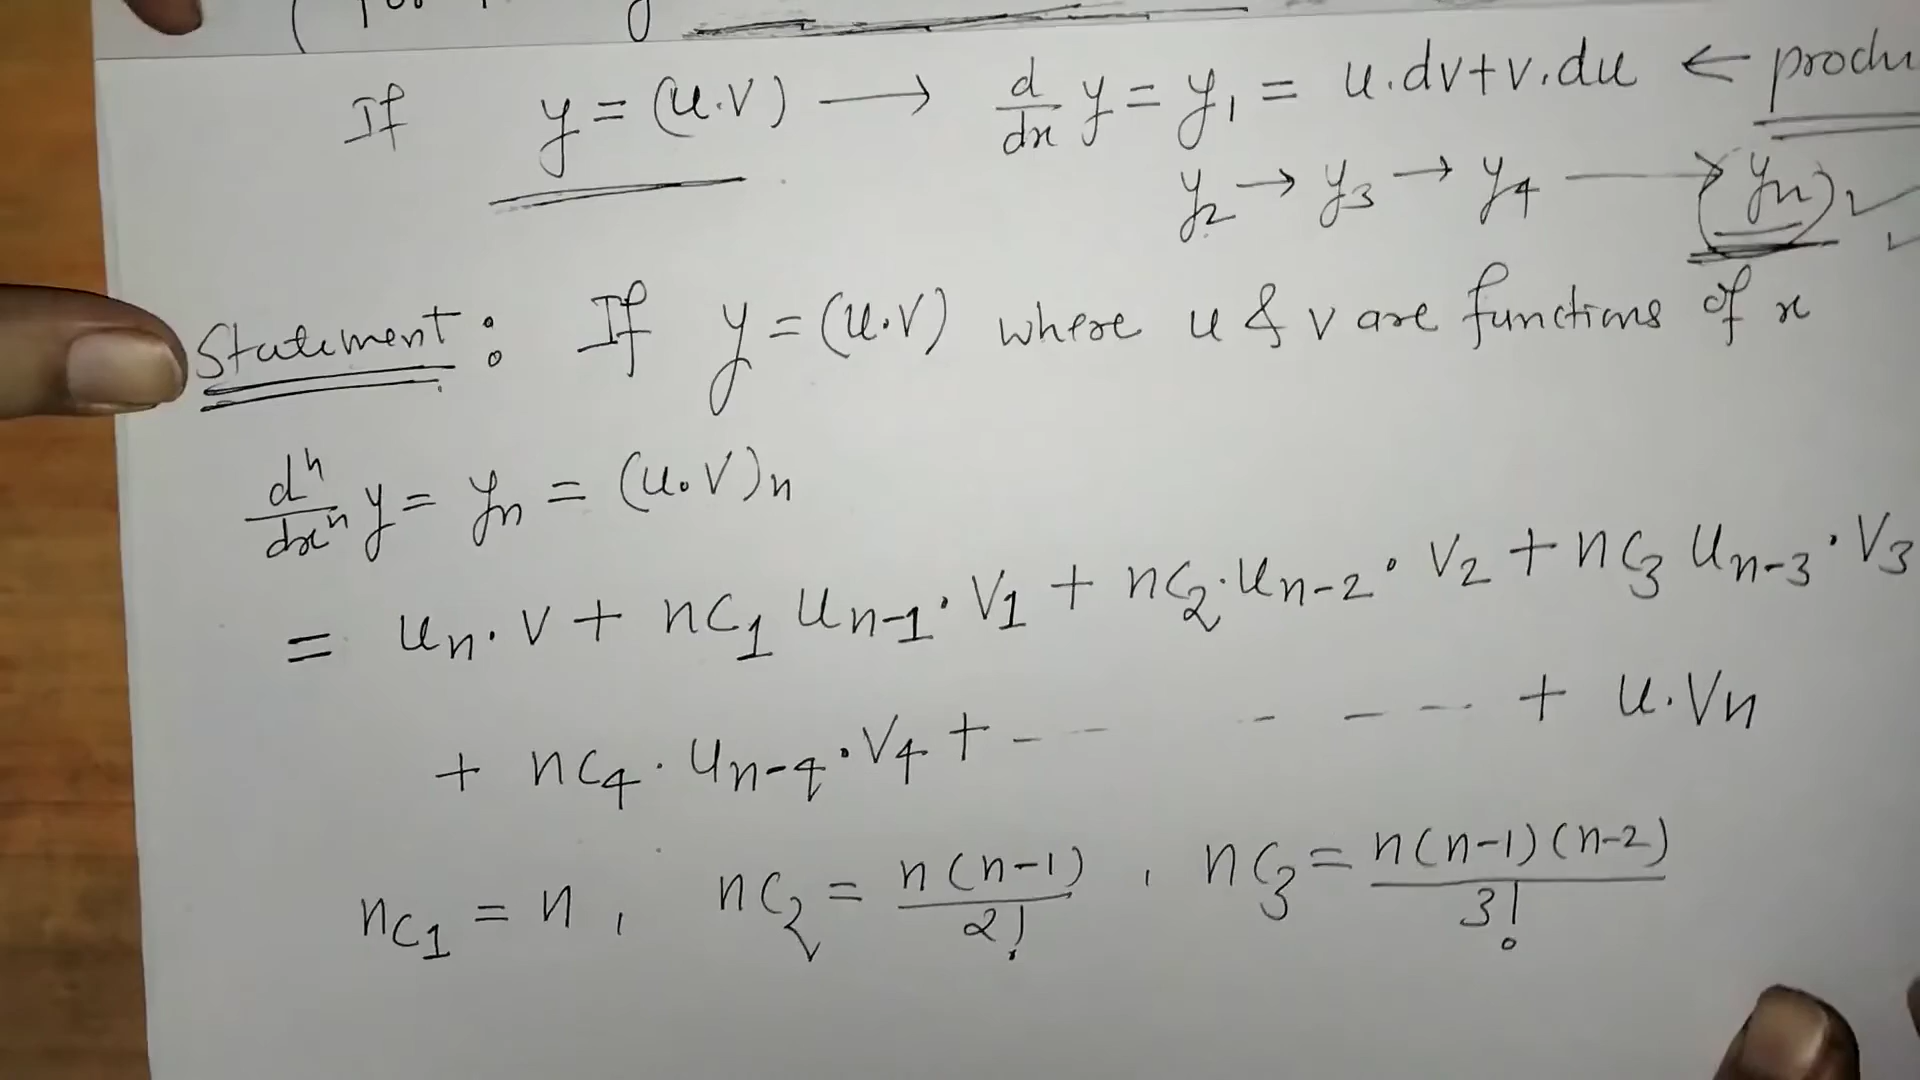 If y = (u.v) → d/dx y = y₁ = u.dv+v.du ←
y₂ → y₃ → y₄ → (yₙ)
Statement : If y = (u.v) where u & v are functions of x
dⁿ/dxⁿ y = yₙ = (u.v)ₙ
= uₙ.v + nc₁ uₙ₋₁.v₁ + nc₂.uₙ₋₂.v₂ + nc₃ uₙ₋₃.v₃
+ nc₄.uₙ₋₄.v₄ + - - - - - - + u.vₙ
nc₁ = n, nc₂ = n(n-1)/2!, nc₃ = n(n-1)(n-2)/3!